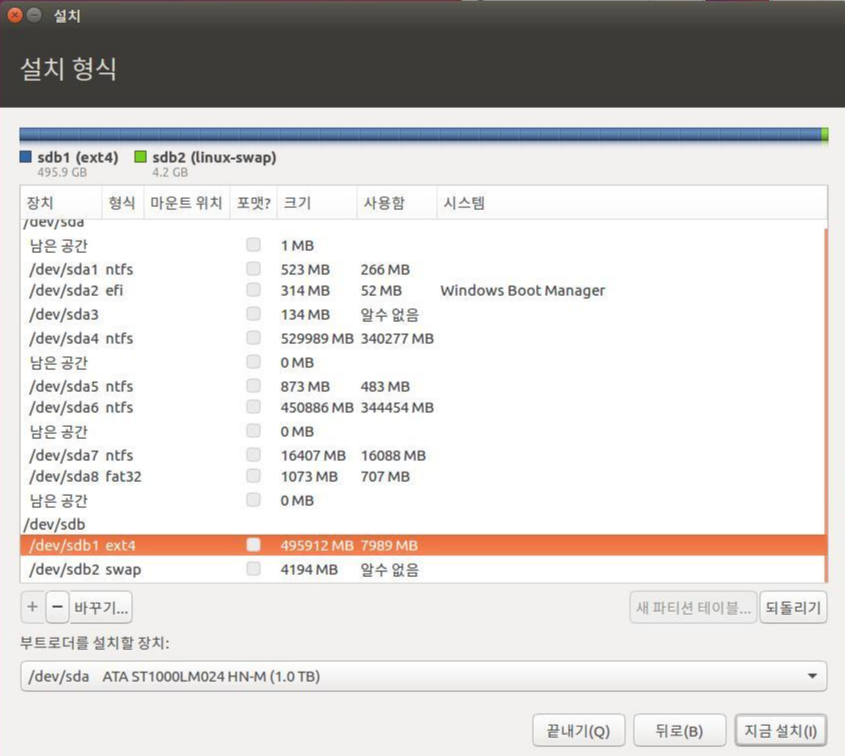 설치
설치 형식
sdb1 (ext4) sdb2 (linux-swap)
495.9 GB 4.2 GB
장치 형식 마운트 위치 포맷? 크기 사용함 시스템
/dev/sda
남은 공간 1 MB
/dev/sda1 ntfs 523 MB 266 MB
/dev/sda2 efi 314 MB 52 MB Windows Boot Manager
/dev/sda3 134 MB 알수 없음
/dev/sda4 ntfs 529989 MB 340277 MB
남은 공간 0 MB
/dev/sda5 ntfs 873 MB 483 MB
/dev/sda6 ntfs 450886 MB 344454 MB
남은 공간 0 MB
/dev/sda7 ntfs 16407 MB 16088 MB
/dev/sda8 fat32 1073 MB 707 MB
남은 공간 0 MB
/dev/sdb
/dev/sdb1 ext4 495912 MB 7989 MB
/dev/sdb2 swap 4194 MB 알수 없음
+ − 바꾸기... 새 파티션 테이블... 되돌리기
부트로더를 설치할 장치:
/dev/sda ATA ST1000LM024 HN-M (1.0 TB)
끝내기(Q) 뒤로(B) 지금 설치(I)